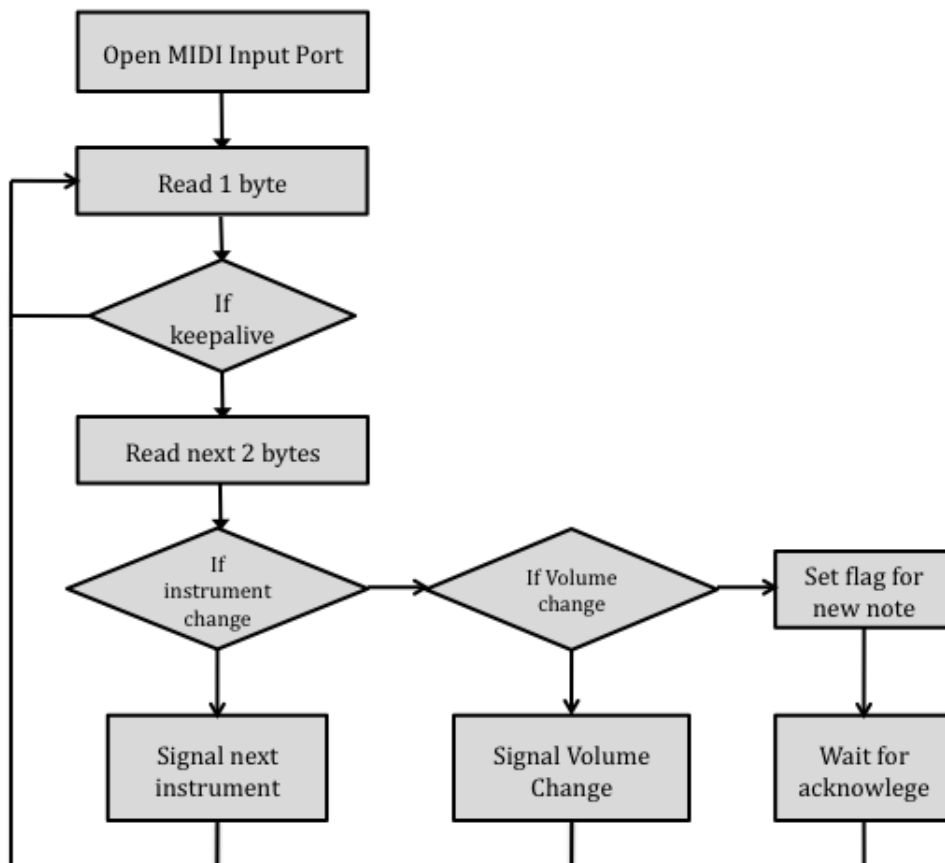 Open MIDI Input Port
Read 1 byte
If
keepalive
Read next 2 bytes
If
instrument
change
If Volume
change
Set flag for
new note
Signal next
instrument
Signal Volume
Change
Wait for
acknowlege